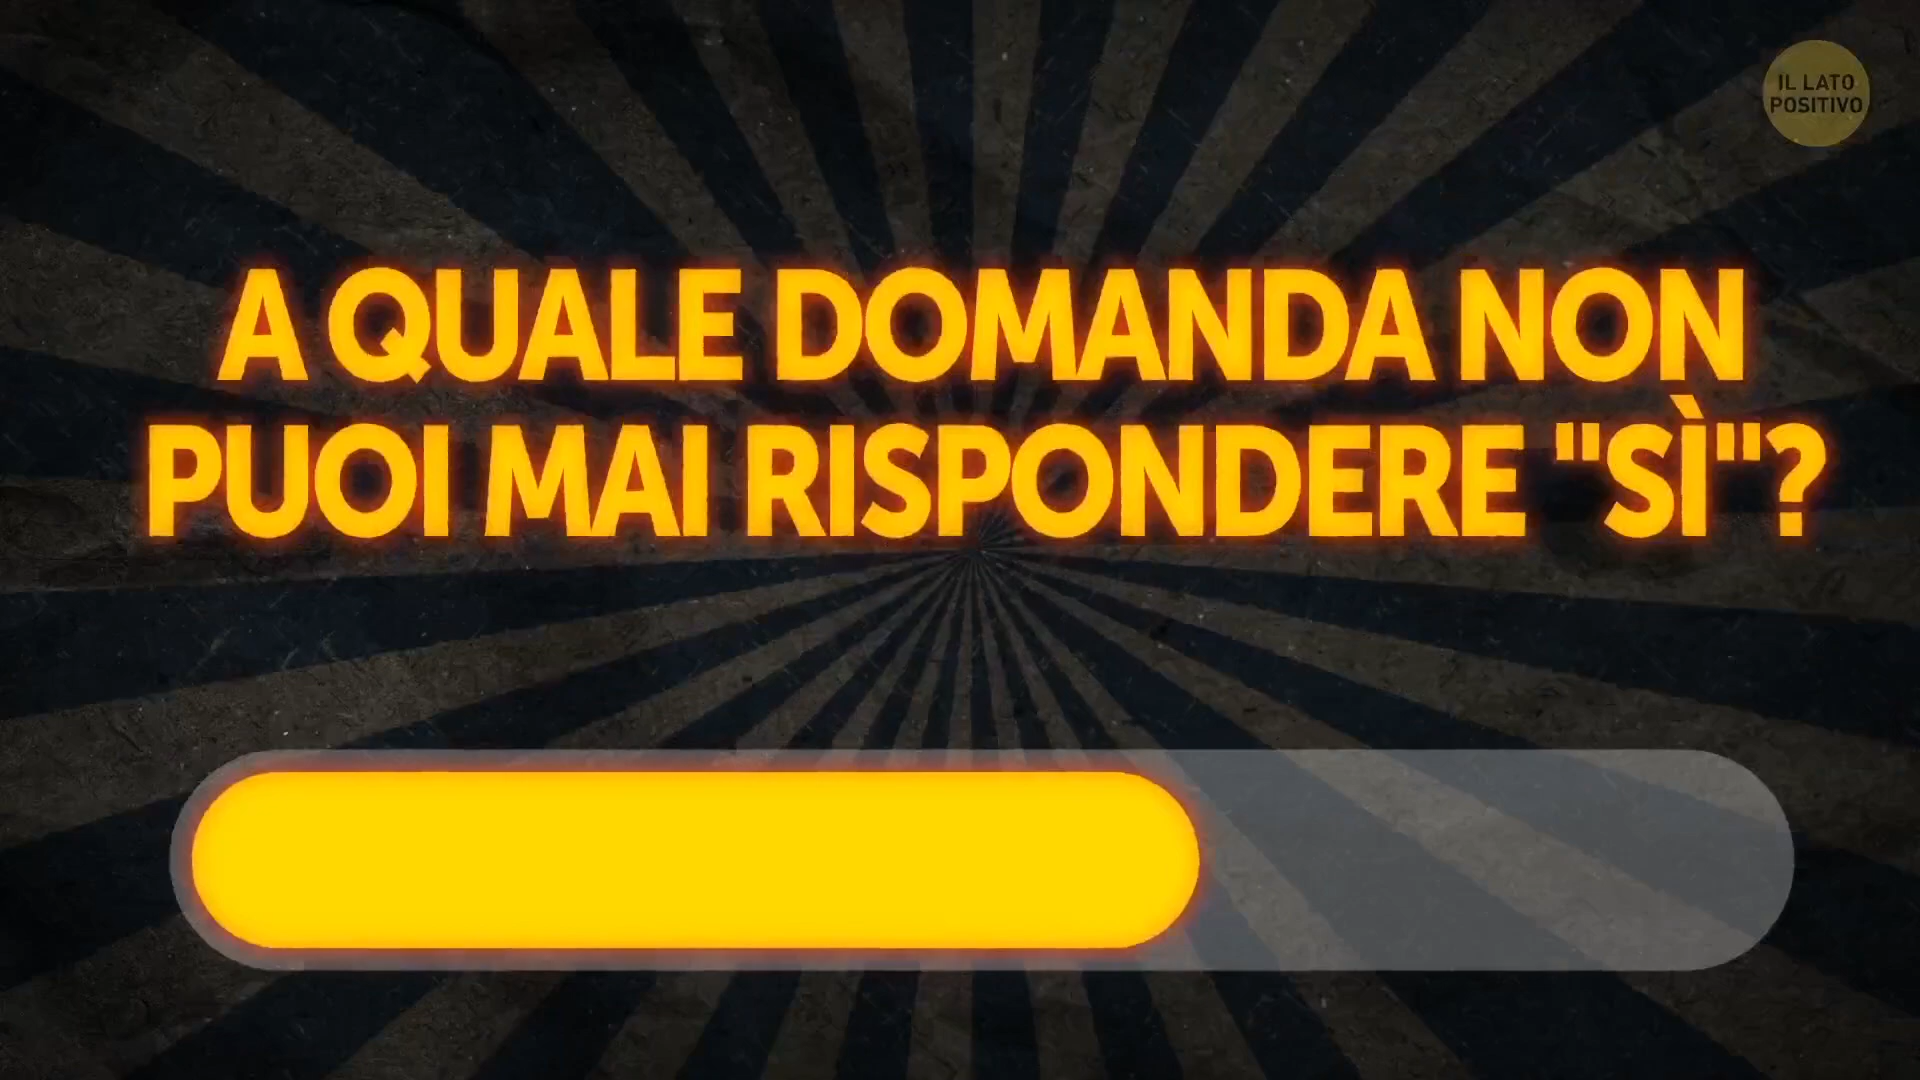 IL LATO
POSITIVO
A QUALE DOMANDA NON
PUOI MAI RISPONDERE "SÌ"?